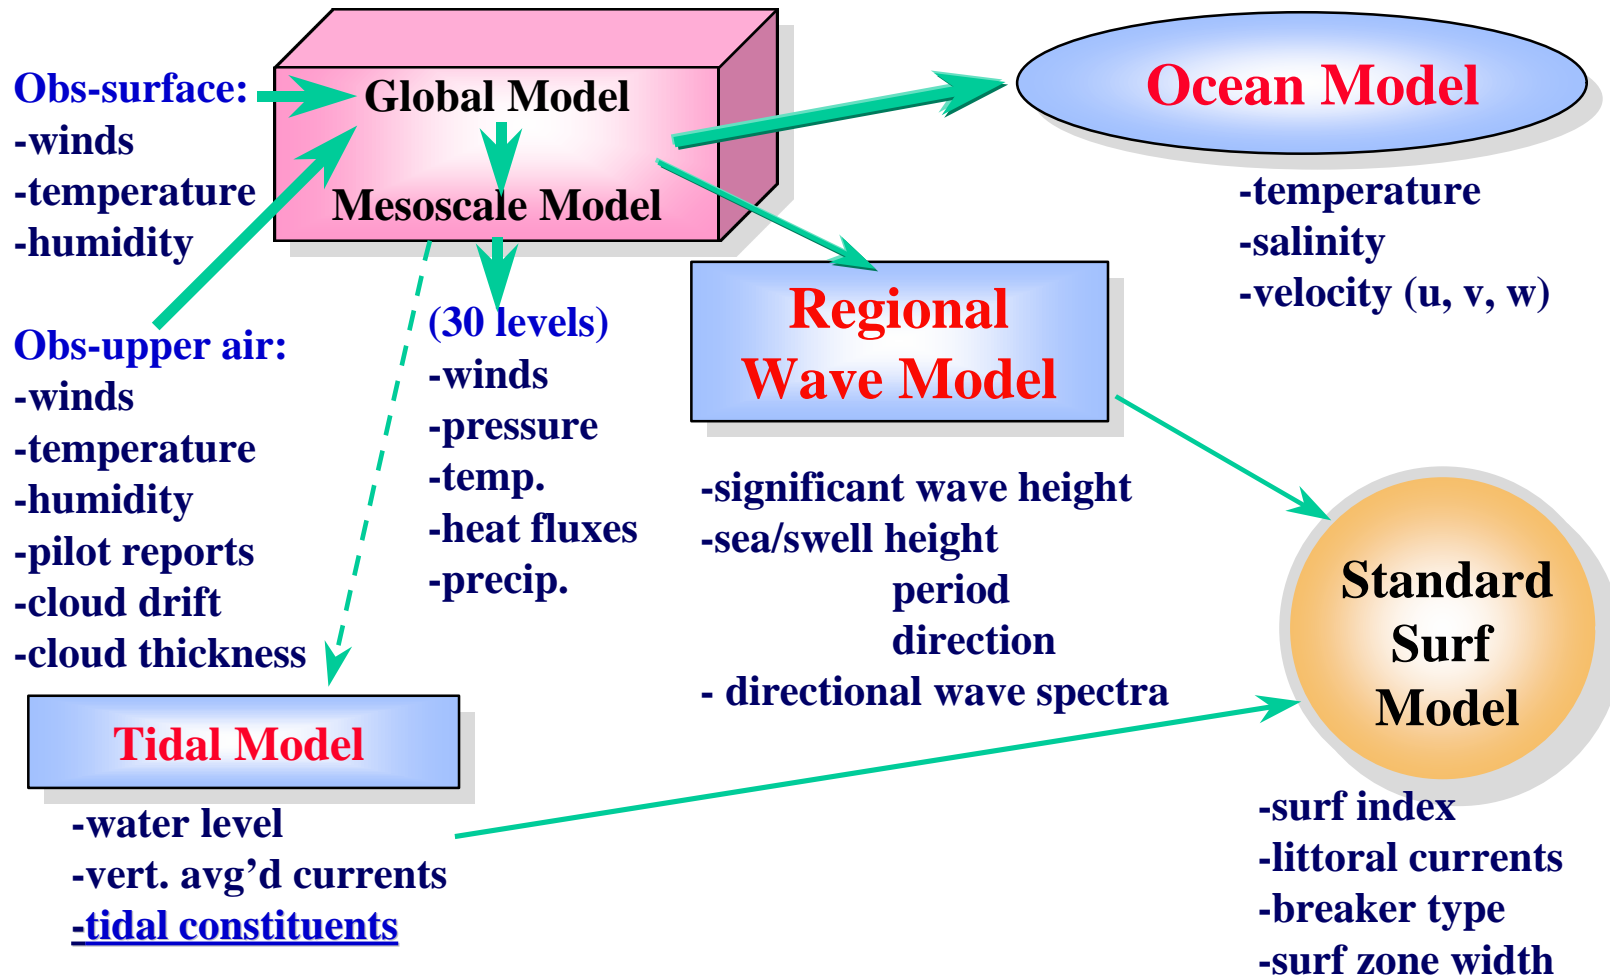 Obs-surface:
-winds
-temperature
-humidity
Global Model
Mesoscale Model
Ocean Model
-temperature
-salinity
-velocity (u, v, w)
Obs-upper air:
-winds
-temperature
-humidity
-pilot reports
-cloud drift
-cloud thickness
(30 levels)
-winds
-pressure
-temp.
-heat fluxes
-precip.
Regional
Wave Model
-significant wave height
-sea/swell height
period
direction
- directional wave spectra
Standard
Surf
Model
-surf index
-littoral currents
-breaker type
-surf zone width
Tidal Model
-water level
-vert. avg’d currents
-tidal constituents